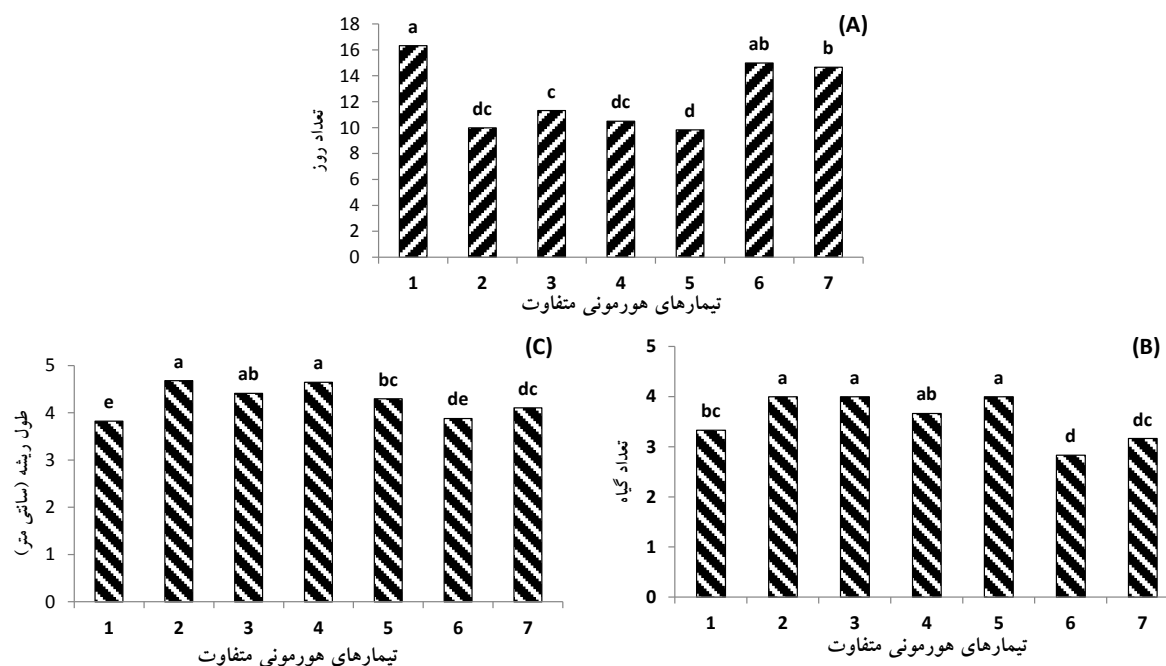 (A)
تعداد روز
18
16
14
12
10
8
6
4
2
0
a
dc
c
dc
d
ab
b
1 2 3 4 5 6 7
تیمارهای هورمونی متفاوت
(B)
تعداد گیاه
5
4
3
2
1
0
bc
a
a
ab
a
d
dc
1 2 3 4 5 6 7
تیمارهای هورمونی متفاوت
(C)
طول ریشه (سانتی متر)
5
4
3
2
1
0
e
a
ab
a
bc
de
dc
1 2 3 4 5 6 7
تیمارهای هورمونی متفاوت